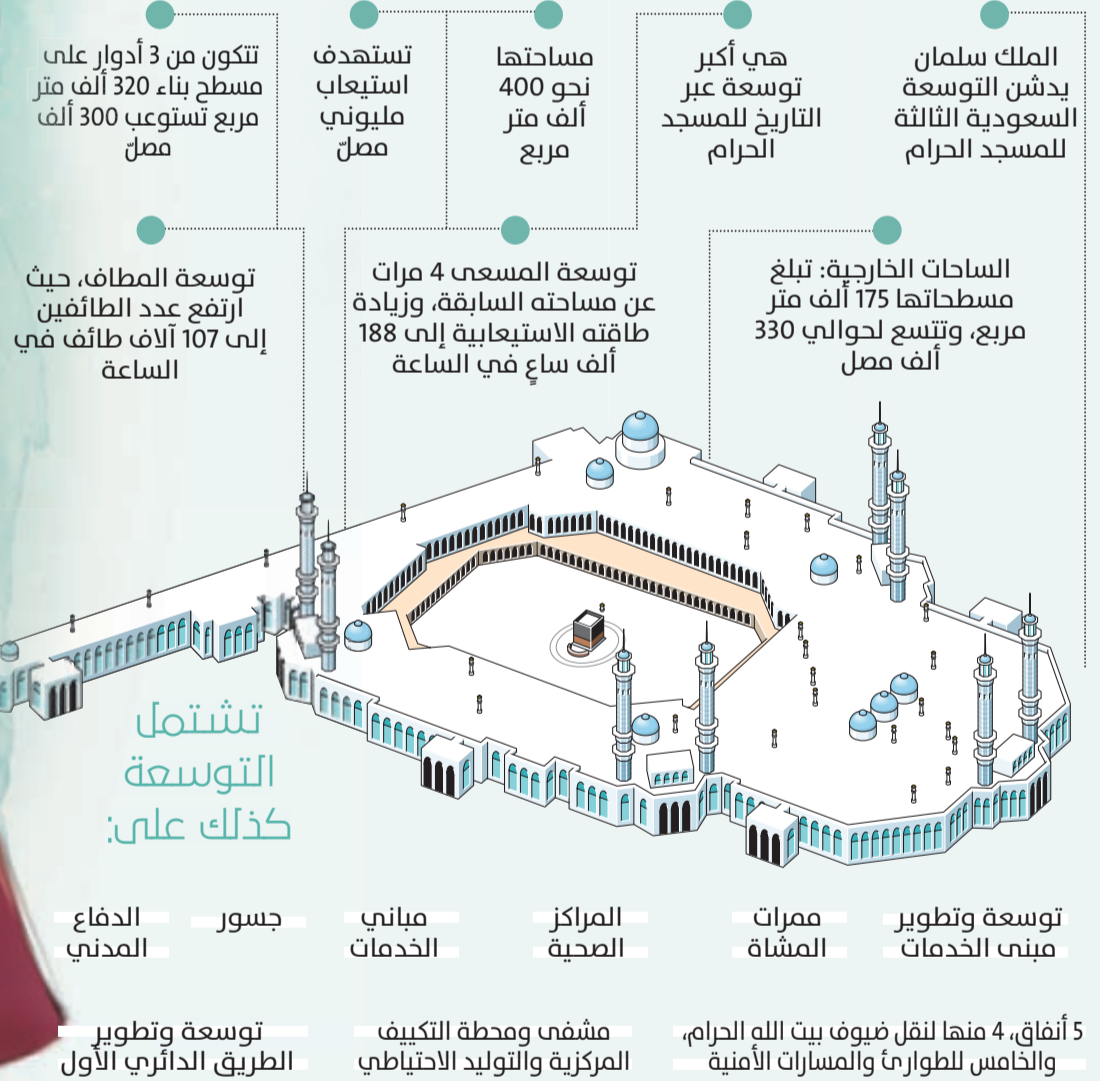 الملك سلمان
يدشن التوسعة
السعودية الثالثة
للمسجد الحرام
هي أكبر
توسعة عبر
التاريخ للمسجد
الحرام
مساحتها
نحو 400
ألف متر
مربع
تستهدف
استيعاب
مليوني
مصلّ
تتكون من 3 أدوار على
مسطح بناء 320 ألف متر
مربع تستوعب 300 ألف
مصلّ
الساحات الخارجية: تبلغ
مسطحاتها 175 ألف متر
مربع، وتتسع لحوالي 330
ألف مصل
توسعة المسعى 4 مرات
عن مساحته السابقة، وزيادة
طاقته الاستيعابية إلى 188
ألف ساعٍ في الساعة
توسعة المطاف، حيث
ارتفع عدد الطائفين
إلى 107 آلاف طائف في
الساعة
تشتمل
التوسعة
كذلك على:
توسعة وتطوير
مبنى الخدمات
ممرات
المشاة
المراكز
الصحية
مباني
الخدمات
جسور
الدفاع
المدني
5 أنفاق، 4 منها لنقل ضيوف بيت الله الحرام،
والخامس للطوارئ والمسارات الأمنية
مشفى ومحطة التكييف
المركزية والتوليد الاحتياطي
توسعة وتطوير
الطريق الدائري الأول